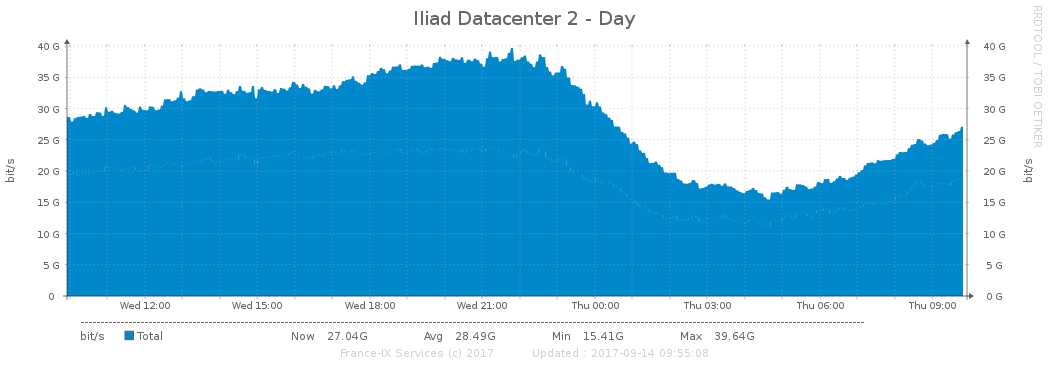 Iliad Datacenter 2 - Day
RRDTOOL / TOBI OETIKER
40 G 40 G
35 G 35 G
30 G 30 G
25 G 25 G
20 G 20 G
15 G 15 G
10 G 10 G
5 G 5 G
0 0 G
bit/s bit/s
Wed 12:00 Wed 15:00 Wed 18:00 Wed 21:00 Thu 00:00 Thu 03:00 Thu 06:00 Thu 09:00
bit/s Total Now 27.04G Avg 28.49G Min 15.41G Max 39.64G
France-IX Services (c) 2017 Updated : 2017-09-14 09:55:08